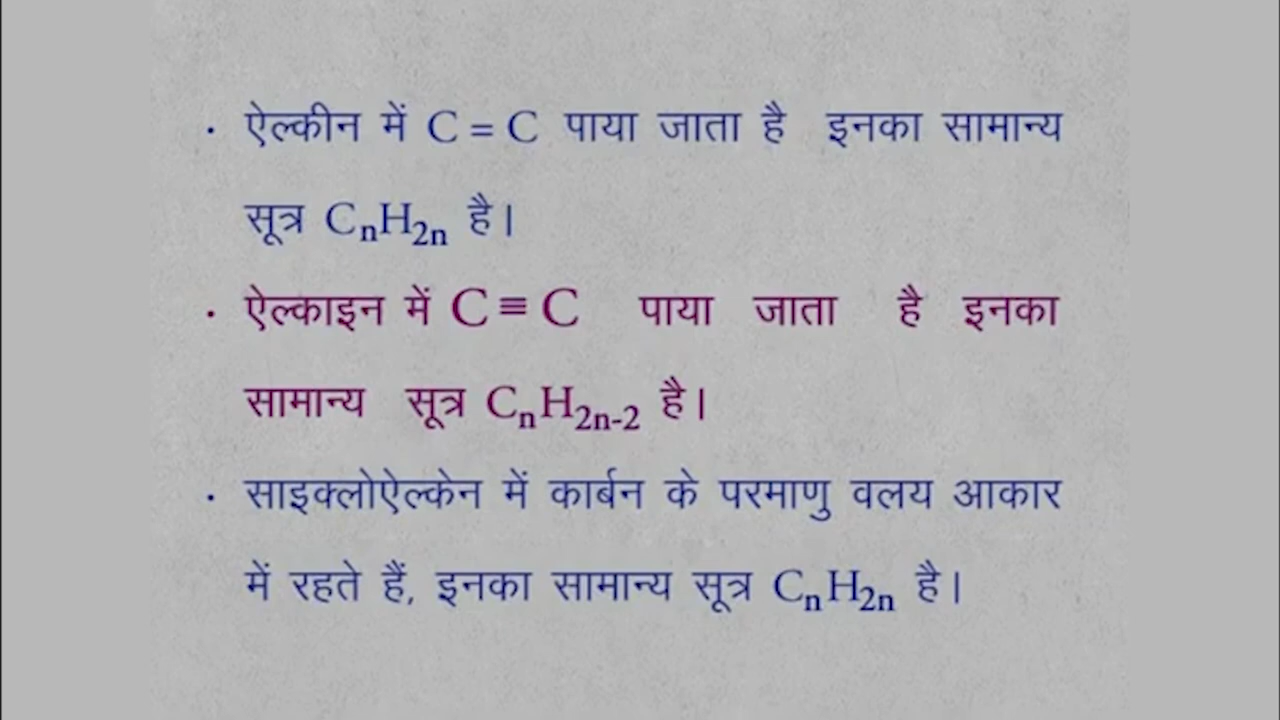 · ऐल्कीन में C = C पाया जाता है इनका सामान्य
सूत्र CₙH₂ₙ है।
· ऐल्काइन में C ≡ C पाया जाता है इनका
सामान्य सूत्र CₙH₂ₙ₋₂ है।
· साइक्लोऐल्केन में कार्बन के परमाणु वलय आकार
में रहते हैं, इनका सामान्य सूत्र CₙH₂ₙ है।